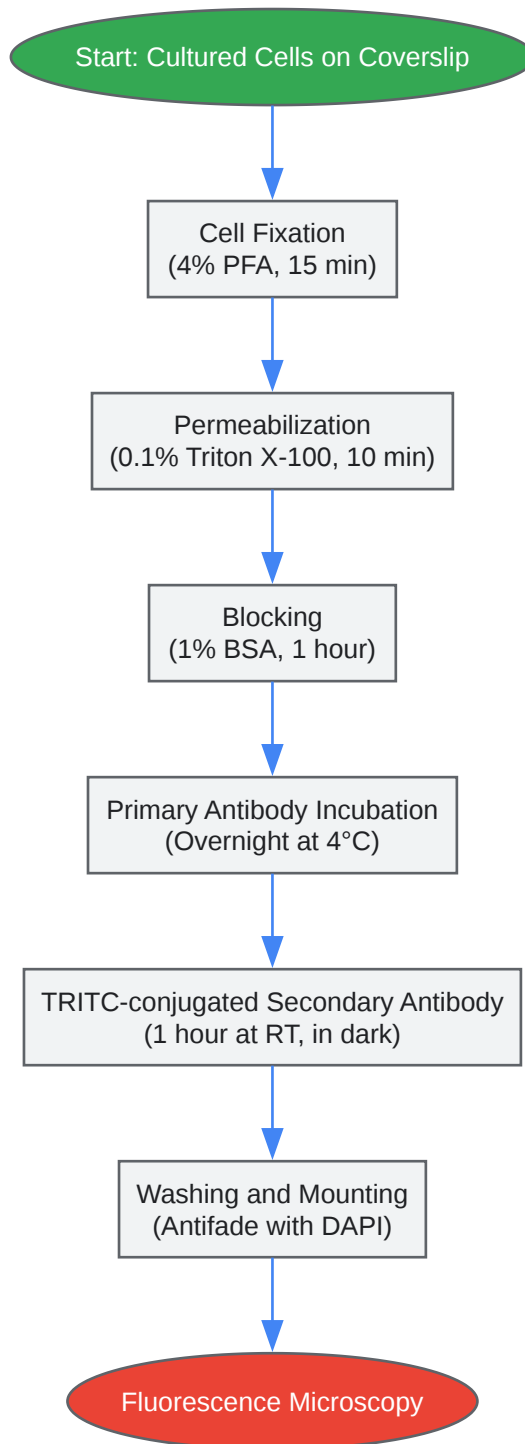 Start: Cultured Cells on Coverslip
Cell Fixation
(4% PFA, 15 min)
Permeabilization
(0.1% Triton X-100, 10 min)
Blocking
(1% BSA, 1 hour)
Primary Antibody Incubation
(Overnight at 4°C)
TRITC-conjugated Secondary Antibody
(1 hour at RT, in dark)
Washing and Mounting
(Antifade with DAPI)
Fluorescence Microscopy